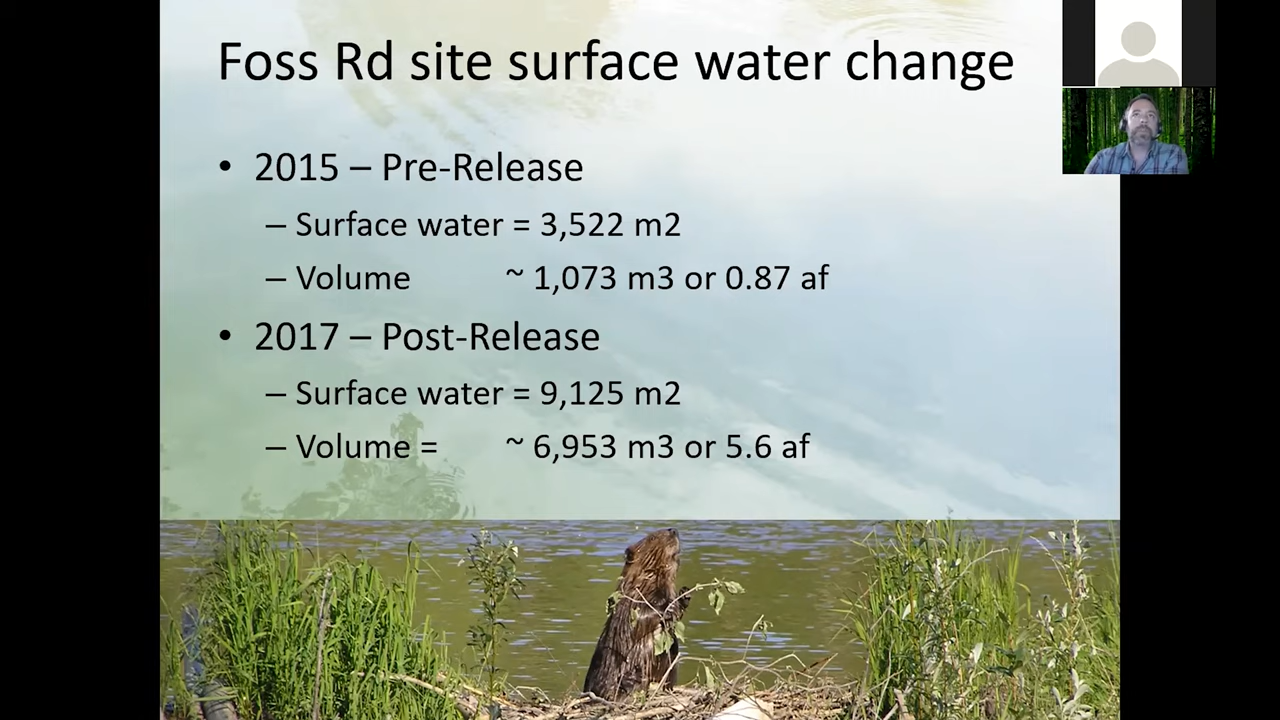 Foss Rd site surface water change
• 2015 – Pre-Release
– Surface water = 3,522 m2
– Volume ~ 1,073 m3 or 0.87 af
• 2017 – Post-Release
– Surface water = 9,125 m2
– Volume = ~ 6,953 m3 or 5.6 af